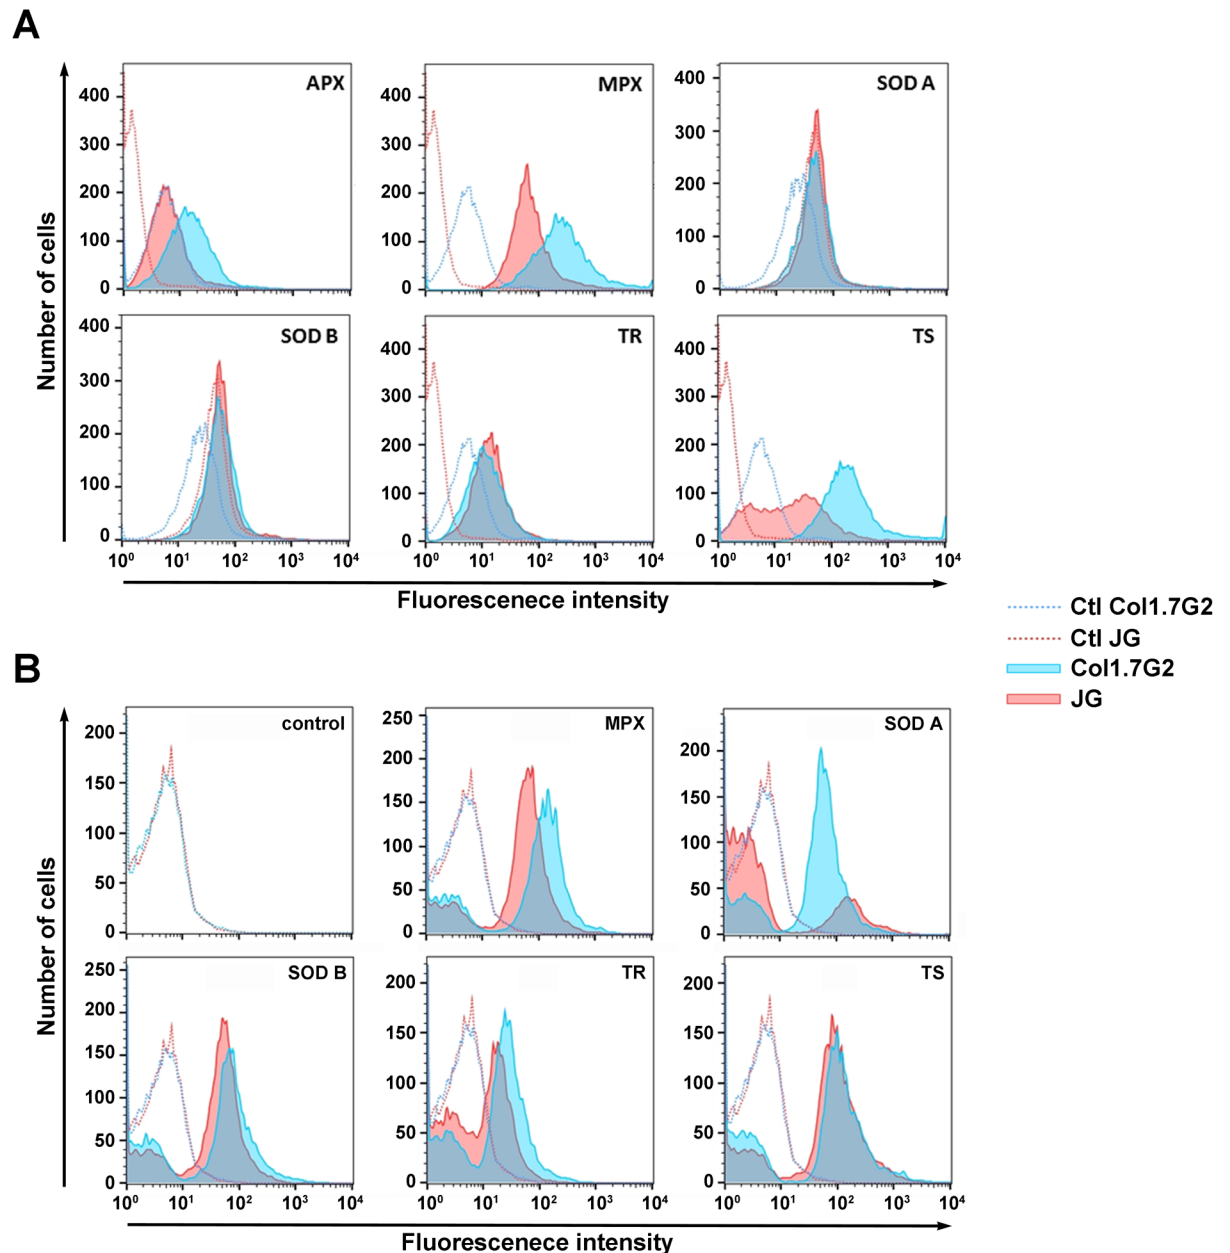 A
APX
400
300
200
100
0
MPX
400
300
200
100
0
SOD A
400
300
200
100
0
SOD B
400
300
200
100
0
10⁰ 10¹ 10² 10³ 10⁴
TR
400
300
200
100
0
10⁰ 10¹ 10² 10³ 10⁴
TS
400
300
200
100
0
10⁰ 10¹ 10² 10³ 10⁴
Number of cells
Fluorescenece intensity
Ctl Col1.7G2
Ctl JG
Col1.7G2
JG
B
control
200
150
100
50
0
MPX
250
200
150
100
50
0
SOD A
200
150
100
50
0
SOD B
250
200
150
100
50
0
10⁰ 10¹ 10² 10³ 10⁴
TR
200
150
100
50
0
10⁰ 10¹ 10² 10³ 10⁴
TS
200
150
100
50
0
10⁰ 10¹ 10² 10³ 10⁴
Number of cells
Fluorescenece intensity